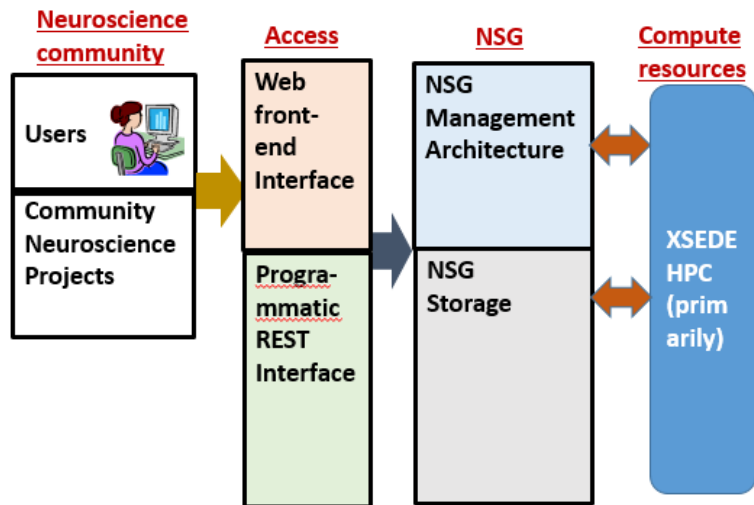 Neuroscience
community
Access
NSG
Compute
resources
Users
Community
Neuroscience
Projects
Web
front-
end
Interface
Progra-
mmatic
REST
Interface
NSG
Management
Architecture
NSG
Storage
XSEDE
HPC
(prim
arily)